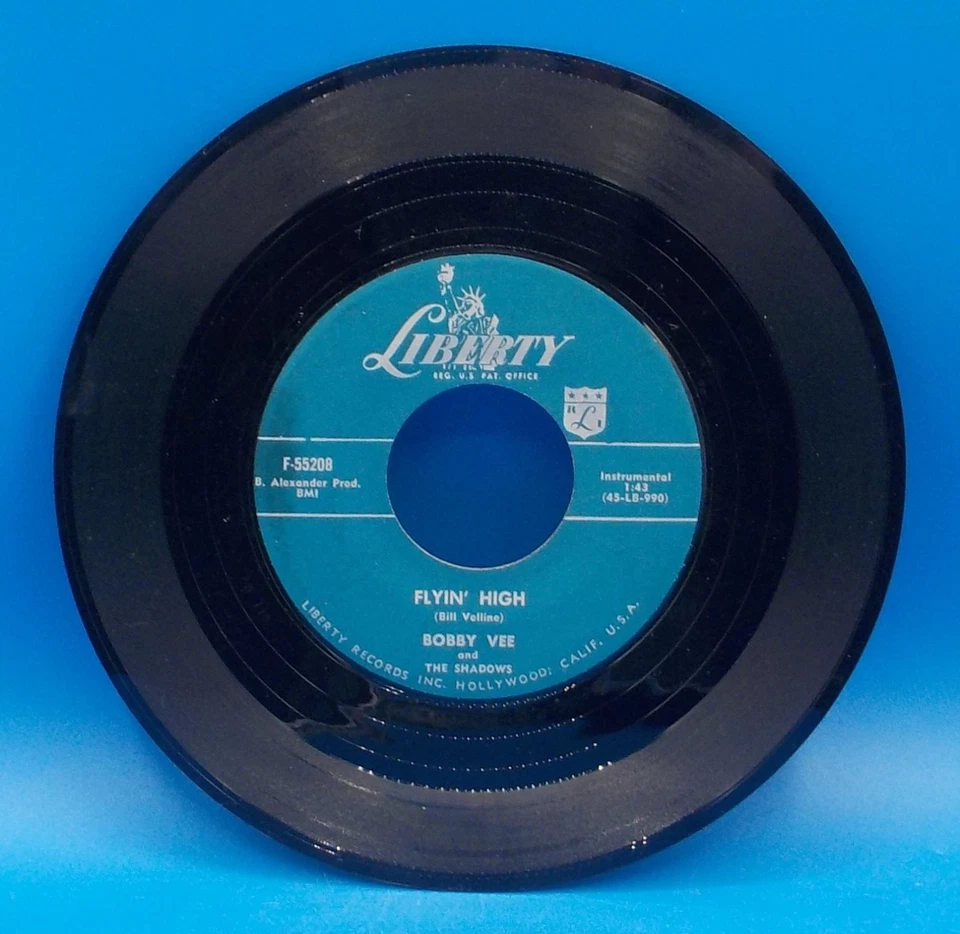 LIBERTY
REG. U.S. PAT. OFFICE
R L I
F-55208
B. Alexander Prod.
BMI
Instrumental
1:43
(45-LB-990)
FLYIN' HIGH
(Bill Velline)
BOBBY VEE
and
THE SHADOWS
LIBERTY RECORDS INC. HOLLYWOOD; CALIF. U.S.A.